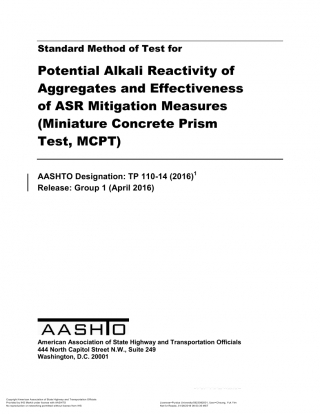 Standard Method of Test for
Potential Alkali Reactivity of
Aggregates and Effectiveness
of ASR Mitigation Measures
(Miniature Concrete Prism
Test, MCPT)
AASHTO Designation: TP 110-14 (2016)¹
Release: Group 1 (April 2016)
AASHTO
American Association of State Highway and Transportation Officials
444 North Capitol Street N.W., Suite 249
Washington, D.C. 20001